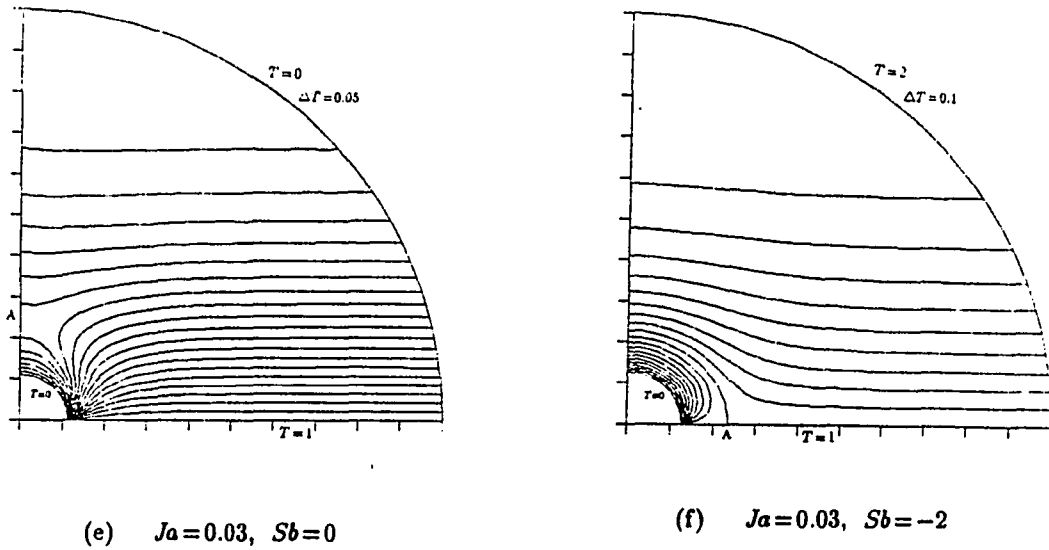 T=0
ΔT=0.05
A
T=0
T=1
(e) Ja=0.03, Sb=0
T=2
ΔT=0.1
T=0
A
T=1
(f) Ja=0.03, Sb=-2